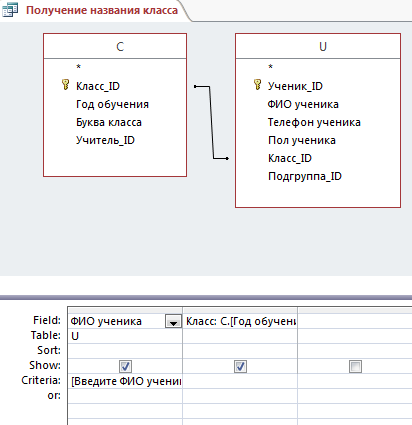 Получение названия класса
C
*
Класс_ID
Год обучения
Буква класса
Учитель_ID
U
*
Ученик_ID
ФИО ученика
Телефон ученика
Пол ученика
Класс_ID
Подгруппа_ID
Field: ФИО ученика Класс: C.[Год обучен
Table: U
Sort:
Show:
Criteria: [Введите ФИО учени
or: